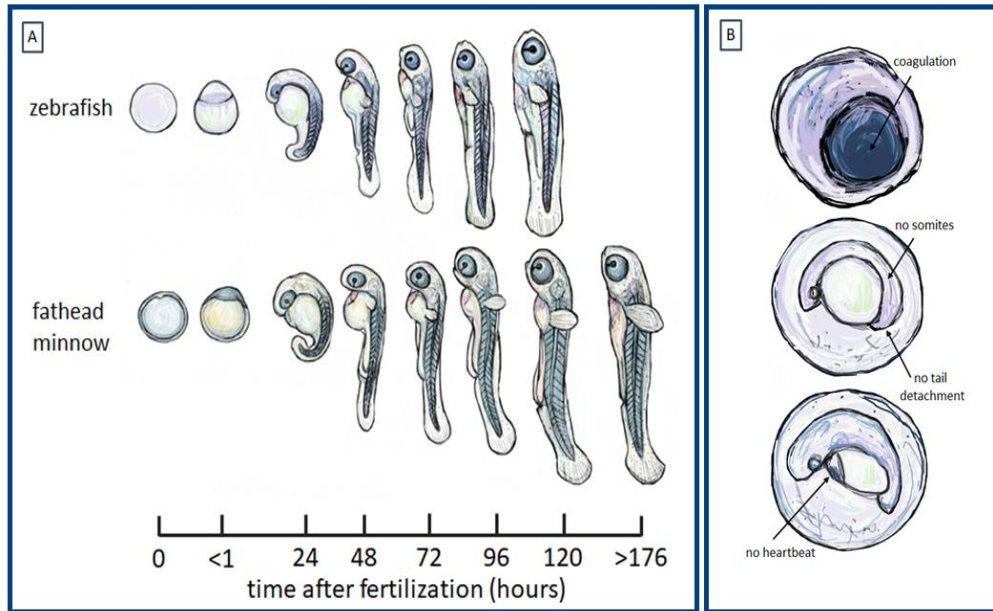 A
zebrafish
fathead
minnow
0 <1 24 48 72 96 120 >176
time after fertilization (hours)
B
coagulation
no somites
no tail
detachment
no heartbeat